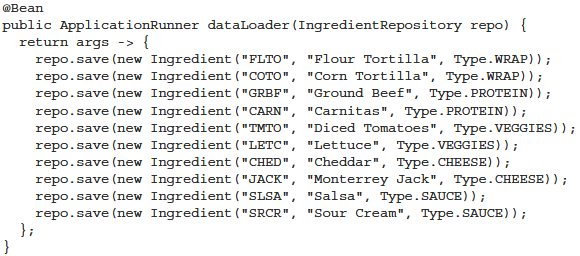 @Bean
public ApplicationRunner dataLoader(IngredientRepository repo) {
  return args -> {
    repo.save(new Ingredient("FLTO", "Flour Tortilla", Type.WRAP));
    repo.save(new Ingredient("COTO", "Corn Tortilla", Type.WRAP));
    repo.save(new Ingredient("GRBF", "Ground Beef", Type.PROTEIN));
    repo.save(new Ingredient("CARN", "Carnitas", Type.PROTEIN));
    repo.save(new Ingredient("TMTO", "Diced Tomatoes", Type.VEGGIES));
    repo.save(new Ingredient("LETC", "Lettuce", Type.VEGGIES));
    repo.save(new Ingredient("CHED", "Cheddar", Type.CHEESE));
    repo.save(new Ingredient("JACK", "Monterrey Jack", Type.CHEESE));
    repo.save(new Ingredient("SLSA", "Salsa", Type.SAUCE));
    repo.save(new Ingredient("SRCR", "Sour Cream", Type.SAUCE));
  };
}